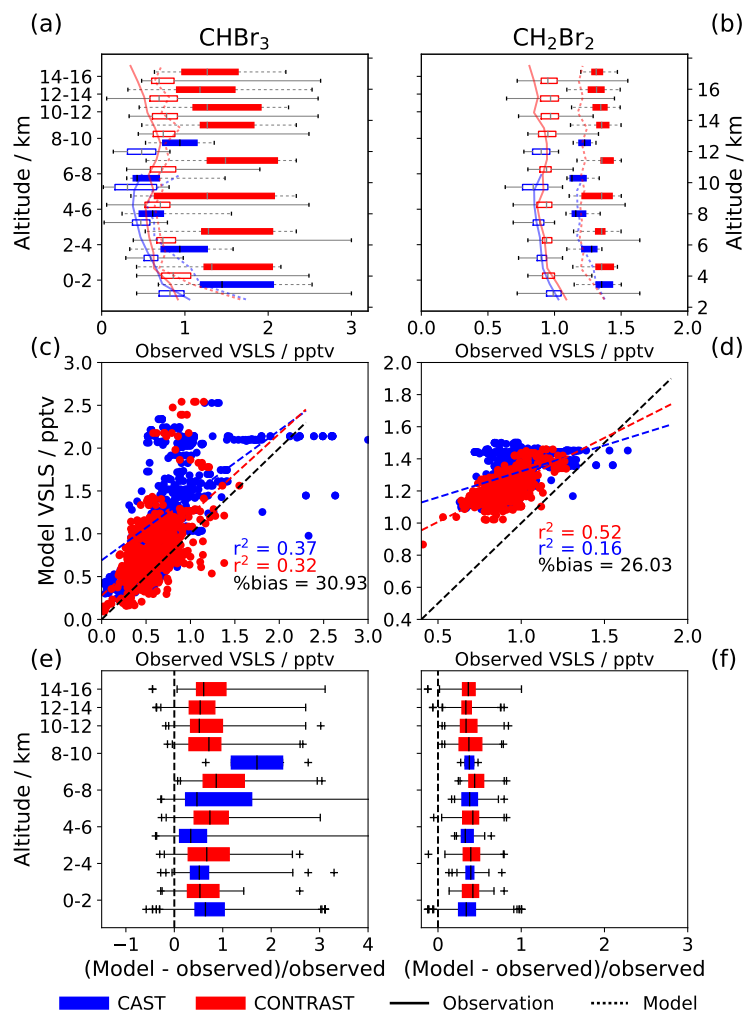 (a) CHBr3 CH2Br2 (b)
Altitude / km
14-16
12-14
10-12
8-10
6-8
4-6
2-4
0-2
0 1 2 3
Observed VSLS / pptv
Altitude / km
16
14
12
10
8
6
4
2
0.0 0.5 1.0 1.5 2.0
Observed VSLS / pptv
(c)
Model VSLS / pptv
3.0
2.5
2.0
1.5
1.0
0.5
0.0
r2 = 0.37
r2 = 0.32
%bias = 30.93
0.0 0.5 1.0 1.5 2.0 2.5 3.0
Observed VSLS / pptv
(d)
2.0
1.8
1.6
1.4
1.2
1.0
0.8
0.6
0.4
r2 = 0.52
r2 = 0.16
%bias = 26.03
0.5 1.0 1.5 2.0
Observed VSLS / pptv
(e)
Altitude / km
14-16
12-14
10-12
8-10
6-8
4-6
2-4
0-2
−1 0 1 2 3 4
(Model - observed)/observed
(f)
0 1 2 3
(Model - observed)/observed
CAST CONTRAST Observation Model